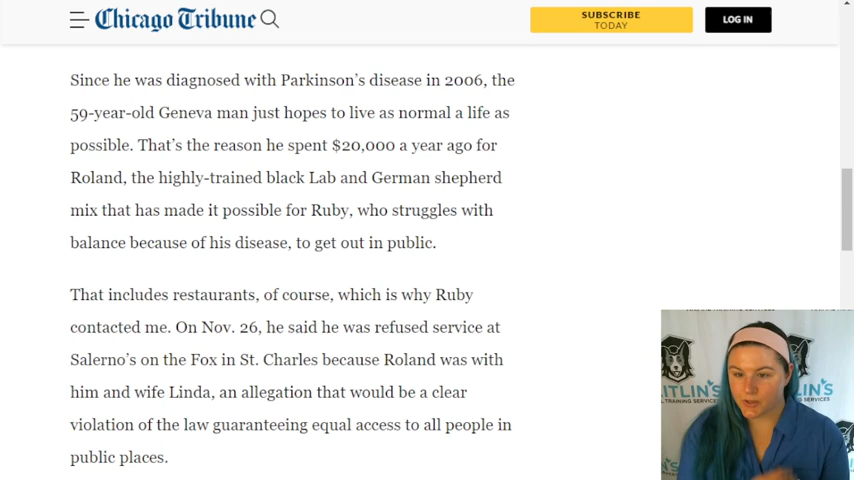 Chicago Tribune
SUBSCRIBE
TODAY
LOG IN
Since he was diagnosed with Parkinson's disease in 2006, the
59-year-old Geneva man just hopes to live as normal a life as
possible. That's the reason he spent $20,000 a year ago for
Roland, the highly-trained black Lab and German shepherd
mix that has made it possible for Ruby, who struggles with
balance because of his disease, to get out in public.
That includes restaurants, of course, which is why Ruby
contacted me. On Nov. 26, he said he was refused service at
Salerno's on the Fox in St. Charles because Roland was with
him and wife Linda, an allegation that would be a clear
violation of the law guaranteeing equal access to all people in
public places.
TRAINING SERVICES